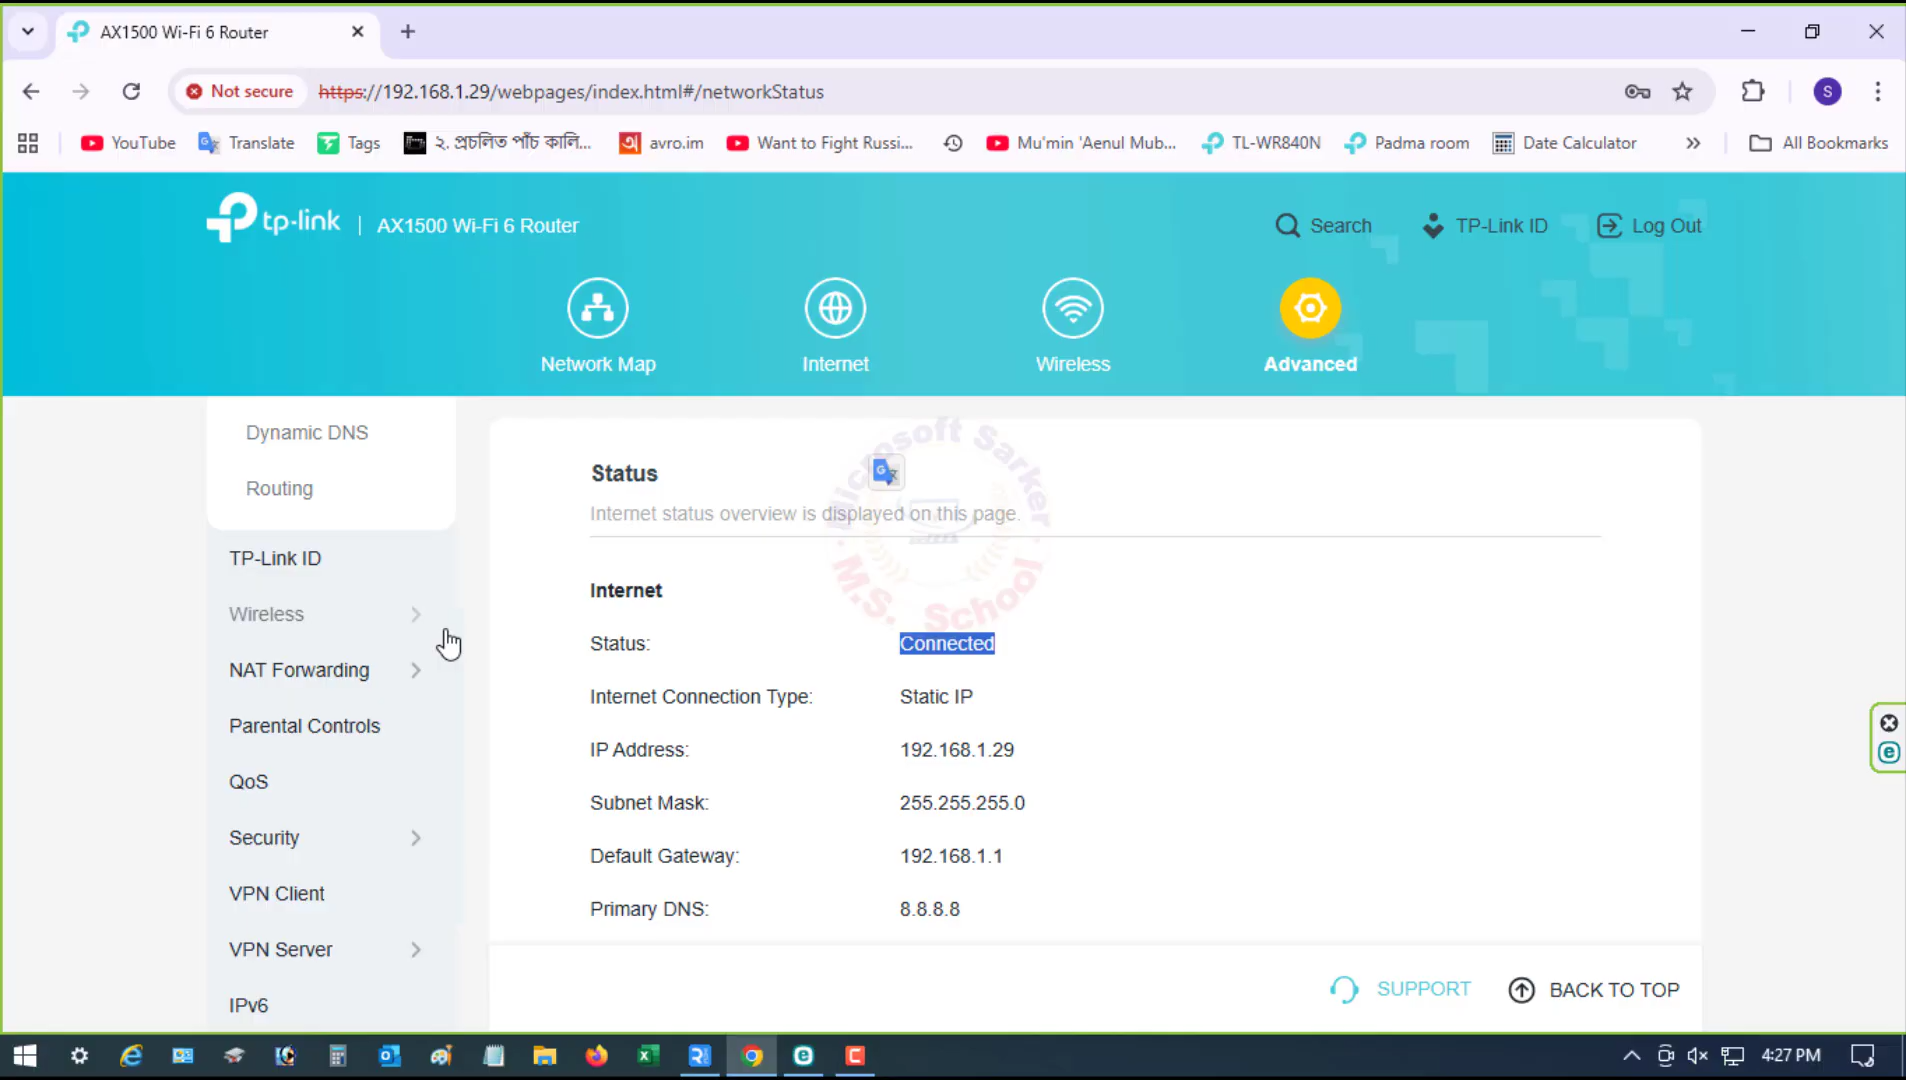 AX1500 Wi-Fi 6 Router
Not secure https://192.168.1.29/webpages/index.html#/networkStatus S
YouTube Translate Tags ২. প্রচলিত পাঁচ কালি... avro.im Want to Fight Russi... Mu'min 'Aenul Mub... TL-WR840N Padma room Date Calculator » All Bookmarks
tp-link | AX1500 Wi-Fi 6 Router Search TP-Link ID Log Out
Network Map Internet Wireless Advanced
Dynamic DNS
Routing
TP-Link ID
Wireless
NAT Forwarding
Parental Controls
QoS
Security
VPN Client
VPN Server
IPv6
Status
Internet status overview is displayed on this page.
Internet
Status: Connected
Internet Connection Type: Static IP
IP Address: 192.168.1.29
Subnet Mask: 255.255.255.0
Default Gateway: 192.168.1.1
Primary DNS: 8.8.8.8
Microsoft Sarker
M.S. School
SUPPORT BACK TO TOP
4:27 PM